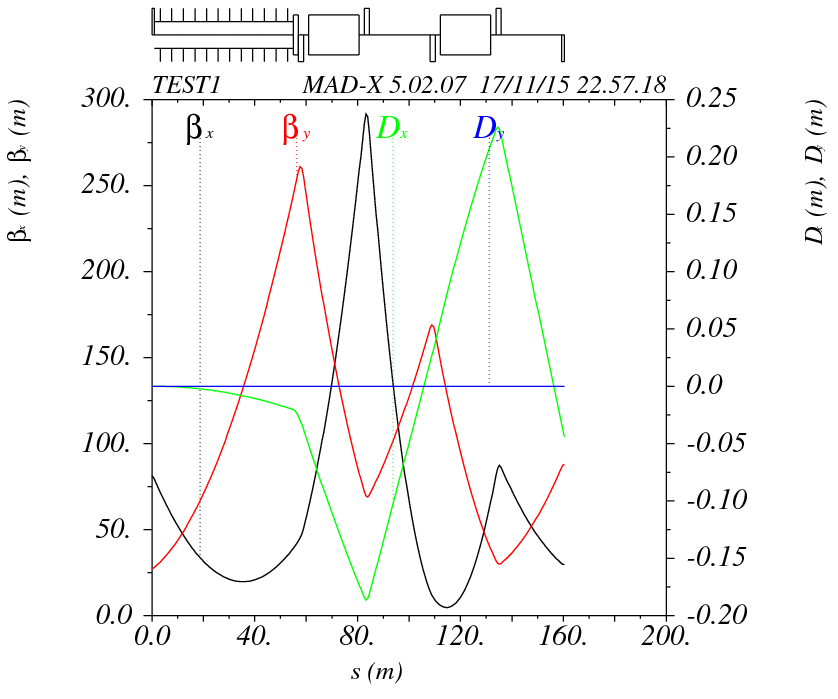 TEST1 MAD-X 5.02.07 17/11/15 22.57.18
300. 0.25
βx βy Dx Dy
βx (m), βy (m)
Dx (m), Dy (m)
0.20
250.
0.15
200. 0.10
0.05
150.
0.0
100. -0.05
-0.10
50.
-0.15
0.0 -0.20
0.0 40. 80. 120. 160. 200.
s (m)